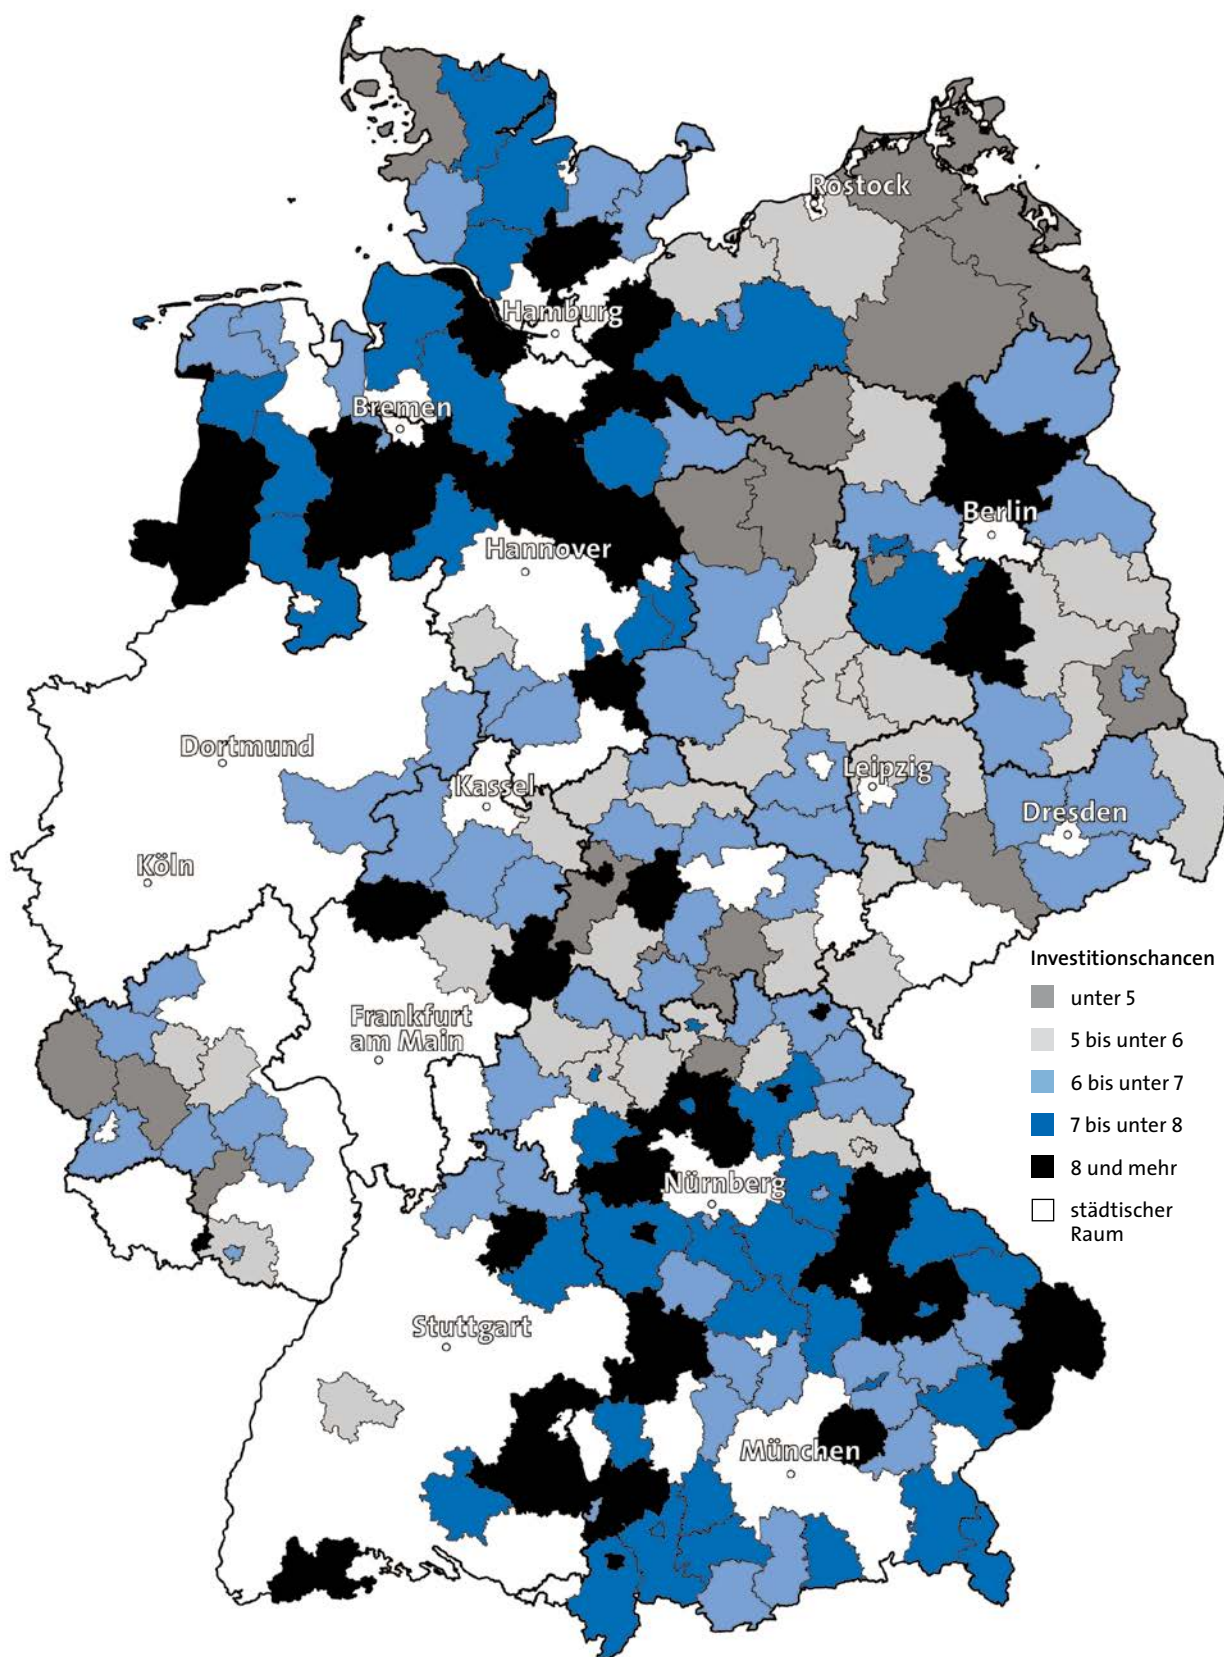 Rostock
Hamburg
Bremen
Berlin
Hannover
Dortmund
Kassel
Leipzig
Dresden
Köln
Frankfurt
am Main
Nürnberg
Stuttgart
München
Investitionschancen
unter 5
5 bis unter 6
6 bis unter 7
7 bis unter 8
8 und mehr
städtischer
Raum